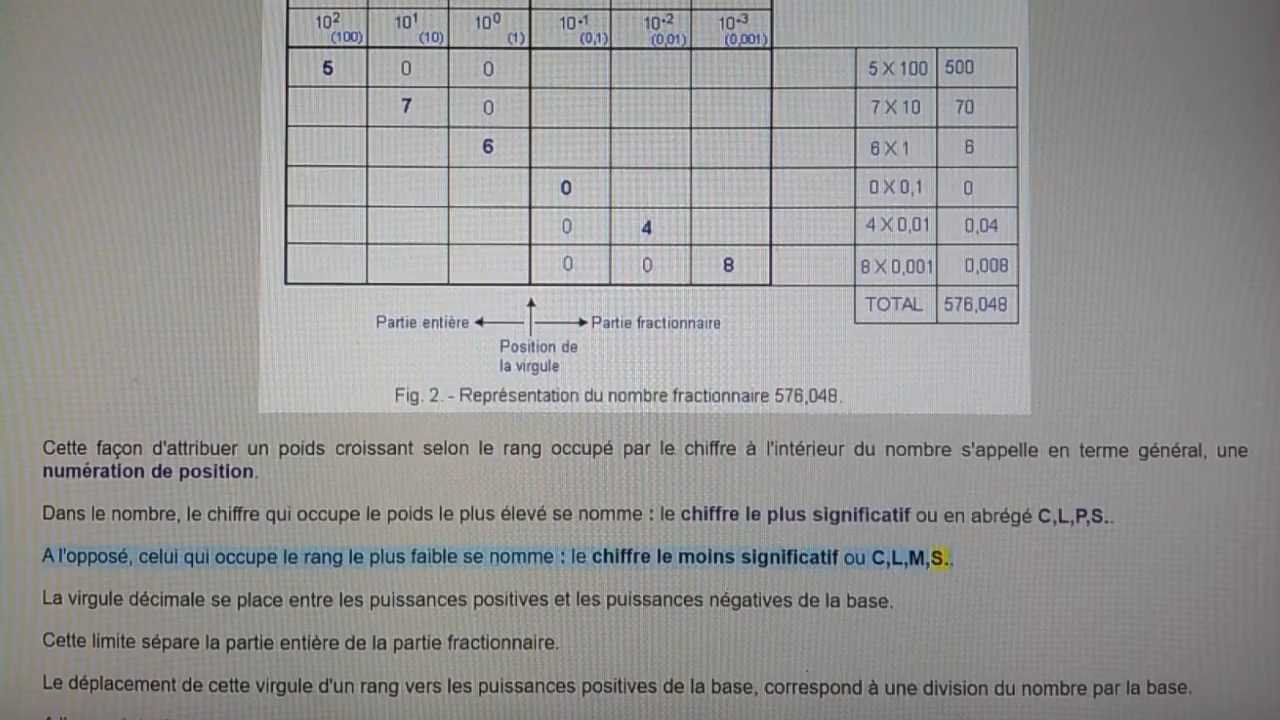 10² 10¹ 10⁰ 10-1 10-2 10-3
(100) (10) (1) (0,1) (0,01) (0,001)
5 0 0 5 X 100 500
7 0 7 X 10 70
6 6 X 1 6
0 0 X 0,1 0
0 4 4 X 0,01 0,04
0 0 8 8 X 0,001 0,008
TOTAL 576,048
Partie entière Partie fractionnaire
Position de
la virgule
Fig. 2. - Représentation du nombre fractionnaire 576,048.
Cette façon d'attribuer un poids croissant selon le rang occupé par le chiffre à l'intérieur du nombre s'appelle en terme général, une
numération de position.
Dans le nombre, le chiffre qui occupe le poids le plus élevé se nomme : le chiffre le plus significatif ou en abrégé C,L,P,S..
A l'opposé, celui qui occupe le rang le plus faible se nomme : le chiffre le moins significatif ou C,L,M,S..
La virgule décimale se place entre les puissances positives et les puissances négatives de la base.
Cette limite sépare la partie entière de la partie fractionnaire.
Le déplacement de cette virgule d'un rang vers les puissances positives de la base, correspond à une division du nombre par la base.